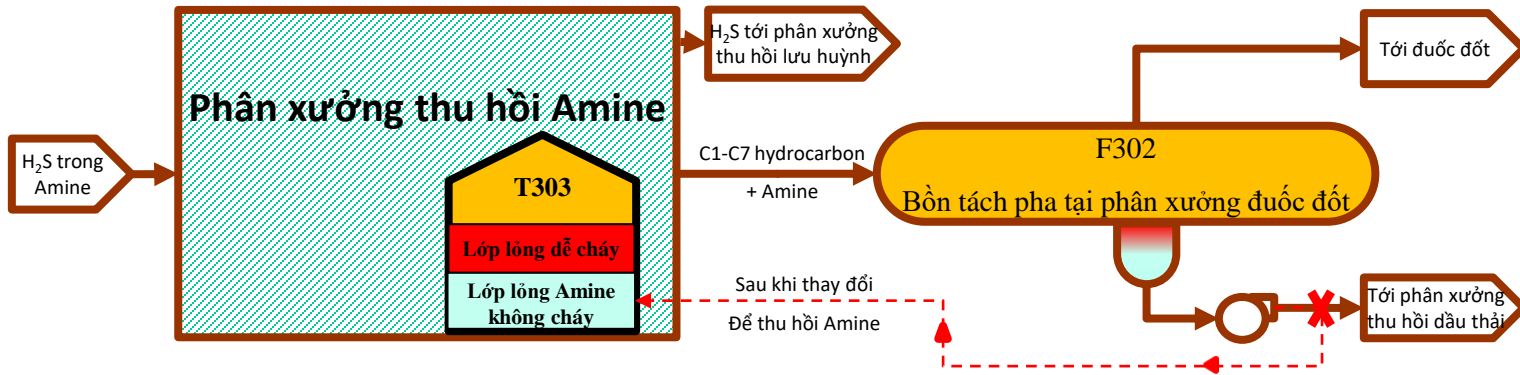 H₂S trong
Amine
Phân xưởng thu hồi Amine
T303
Lớp lỏng dễ cháy
Lớp lỏng Amine
không cháy
H₂S tới phân xưởng
thu hồi lưu huỳnh
C1-C7 hydrocarbon
+ Amine
F302
Bồn tách pha tại phân xưởng đuốc đốt
Tới đuốc đốt
Sau khi thay đổi
Để thu hồi Amine
Tới phân xưởng
thu hồi dầu thải